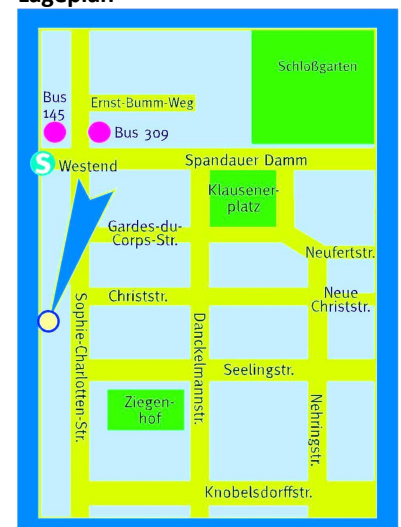 Lageplan
Schloßgarten
Bus
145
Ernst-Bumm-Weg
Bus 309
S
Westend
Spandauer Damm
Klausener-
platz
Gardes-du-
Corps-Str.
Neufertstr.
Christstr.
Neue
Christstr.
Sophie-Charlotten-Str.
Danckelmannstr.
Seelingstr.
Ziegen-
hof
Nehringstr.
Knobelsdorffstr.